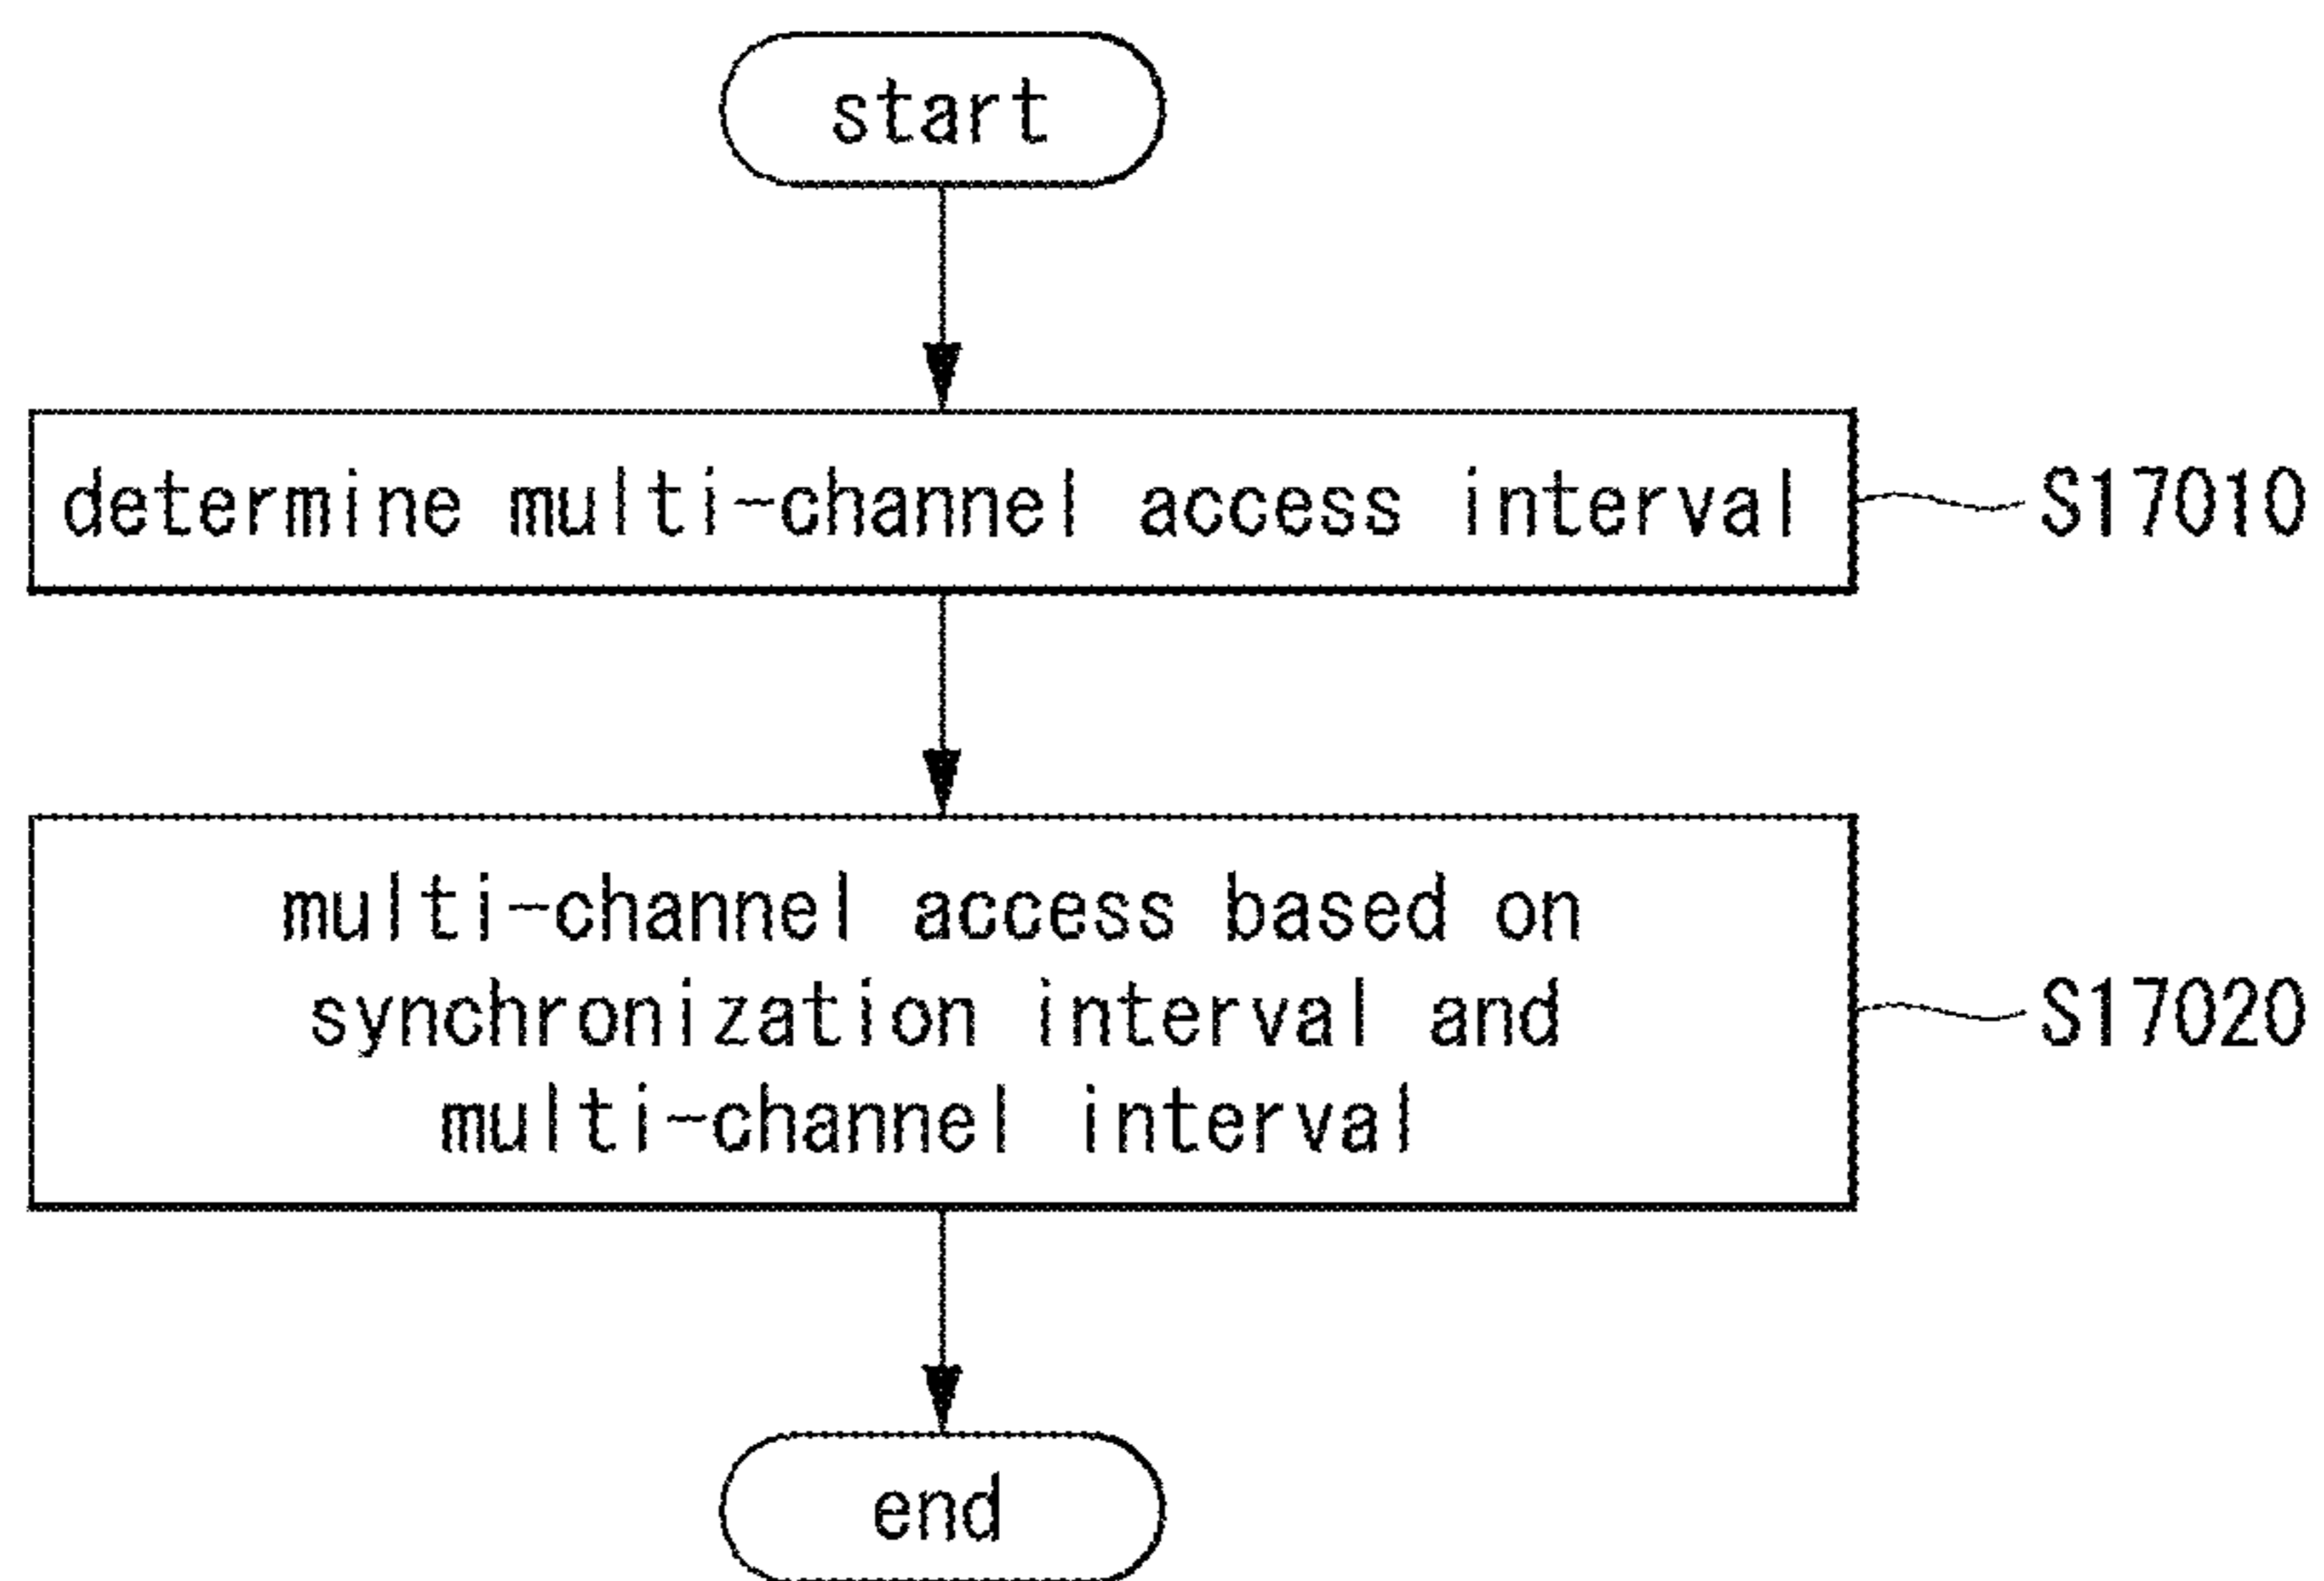 start
determine multi-channel access interval
S17010
multi-channel access based on
synchronization interval and
S17020
multi-channel interval
end